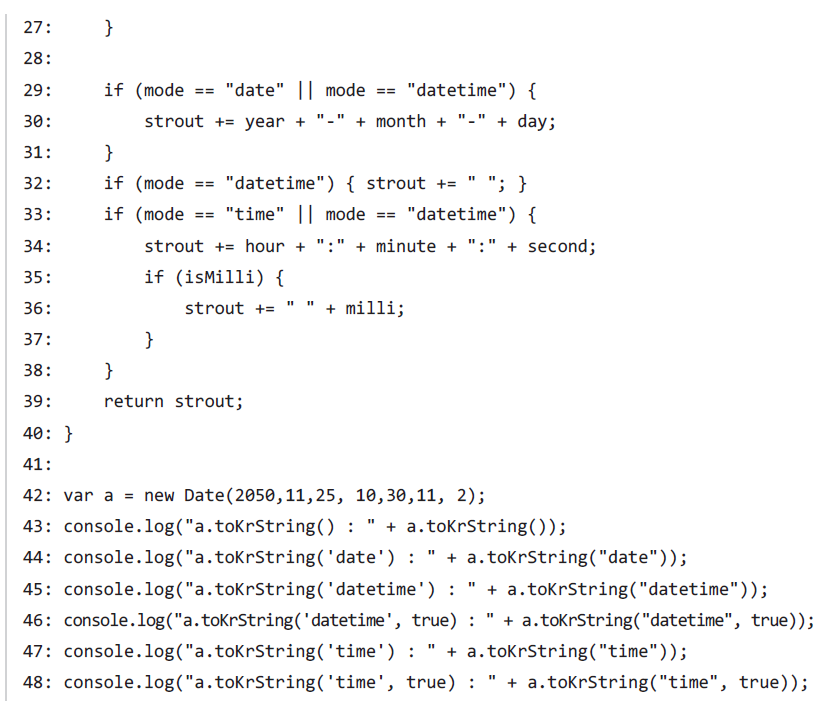 27:     }
28:
29:     if (mode == "date" || mode == "datetime") {
30:         strout += year + "-" + month + "-" + day;
31:     }
32:     if (mode == "datetime") { strout += " "; }
33:     if (mode == "time" || mode == "datetime") {
34:         strout += hour + ":" + minute + ":" + second;
35:         if (isMilli) {
36:             strout += " " + milli;
37:         }
38:     }
39:     return strout;
40: }
41:
42: var a = new Date(2050,11,25, 10,30,11, 2);
43: console.log("a.toKrString() : " + a.toKrString());
44: console.log("a.toKrString('date') : " + a.toKrString("date"));
45: console.log("a.toKrString('datetime') : " + a.toKrString("datetime"));
46: console.log("a.toKrString('datetime', true) : " + a.toKrString("datetime", true));
47: console.log("a.toKrString('time') : " + a.toKrString("time"));
48: console.log("a.toKrString('time', true) : " + a.toKrString("time", true));